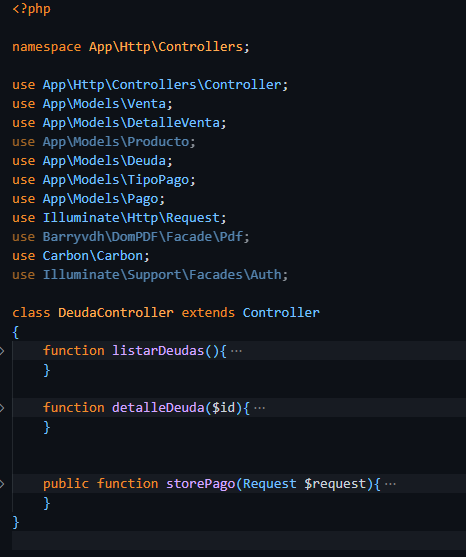 <?php
namespace App\Http\Controllers;
use App\Http\Controllers\Controller;
use App\Models\Venta;
use App\Models\DetalleVenta;
use App\Models\Producto;
use App\Models\Deuda;
use App\Models\TipoPago;
use App\Models\Pago;
use Illuminate\Http\Request;
use Barryvdh\DomPDF\Facade\Pdf;
use Carbon\Carbon;
use Illuminate\Support\Facades\Auth;
class DeudaController extends Controller
{
function listarDeudas(){ ···
}
function detalleDeuda($id){ ···
}
public function storePago(Request $request){ ···
}
}